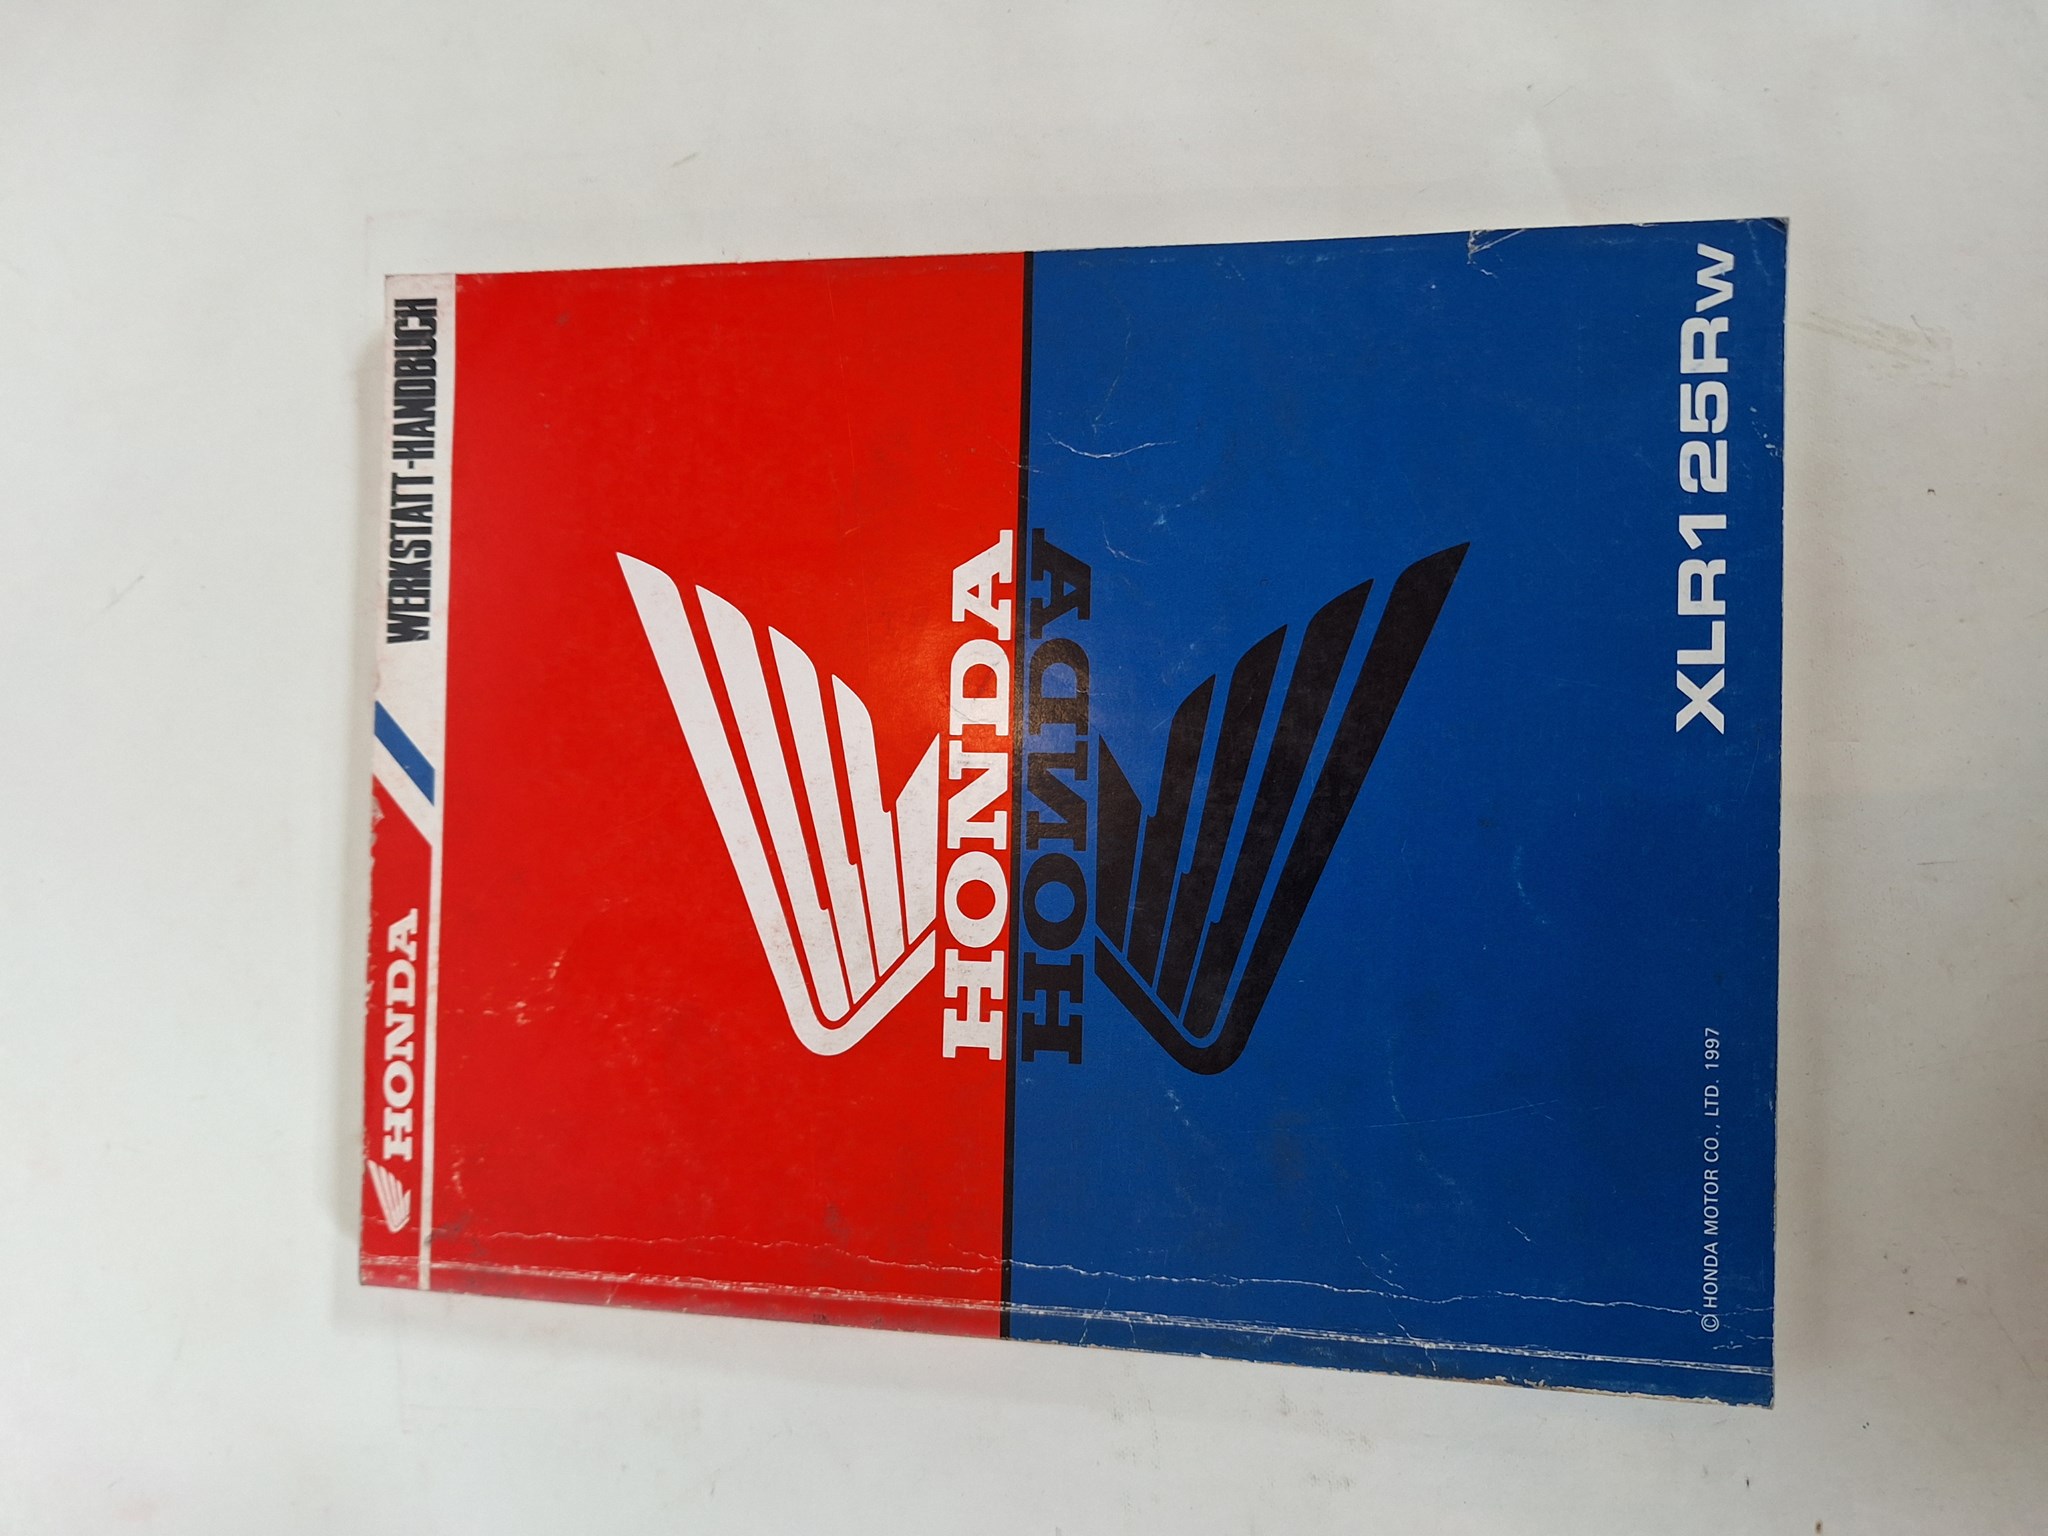 HONDA WERKSTATT-HANDBUCH
HONDA
HONDA
© HONDA MOTOR CO., LTD. 1997 XLR125RW